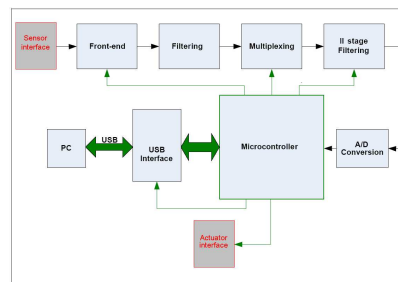 Sensor
interface
Front-end
Filtering
Multiplexing
II stage
Filtering
PC
USB
USB
Interface
Microcontroller
A/D
Conversion
Actuator
interface